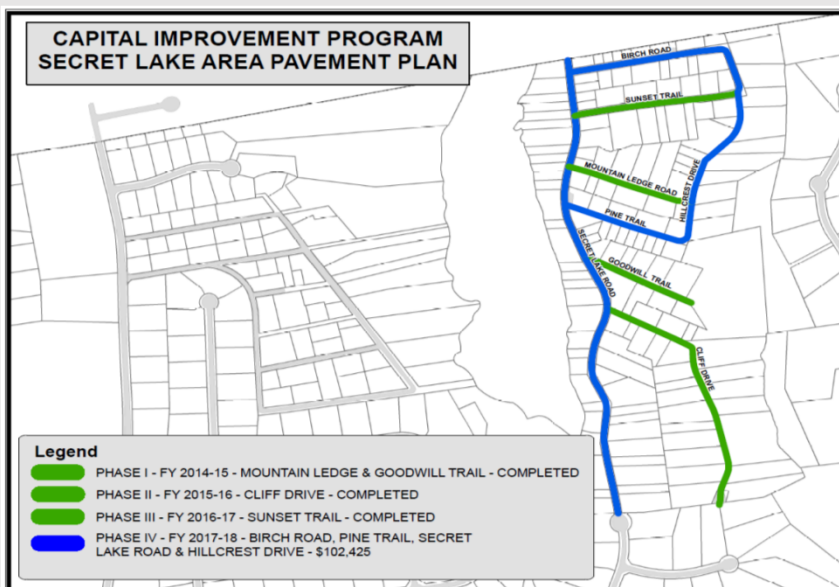 CAPITAL IMPROVEMENT PROGRAM
SECRET LAKE AREA PAVEMENT PLAN
BIRCH ROAD
SUNSET TRAIL
MOUNTAIN LEDGE ROAD
HILLCREST DRIVE
PINE TRAIL
SECRET LAKE ROAD
GOODWILL TRAIL
CLIFF DRIVE
Legend
PHASE I - FY 2014-15 - MOUNTAIN LEDGE & GOODWILL TRAIL - COMPLETED
PHASE II - FY 2015-16 - CLIFF DRIVE - COMPLETED
PHASE III - FY 2016-17 - SUNSET TRAIL - COMPLETED
PHASE IV - FY 2017-18 - BIRCH ROAD, PINE TRAIL, SECRET
LAKE ROAD & HILLCREST DRIVE - $102,425